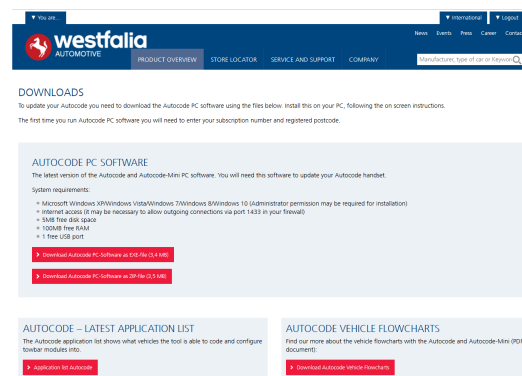 ▼ You are...
▼ International
▼ Logout
News Events Press Career Contac
westfalia
AUTOMOTIVE
PRODUCT OVERVIEW STORE LOCATOR SERVICE AND SUPPORT COMPANY
Manufacturer, type of car or Keywor
DOWNLOADS
To update your Autocode you need to download the Autocode PC software using the files below. Install this on your PC, following the on screen instructions.
The first time you run Autocode PC software you will need to enter your subscription number and registered postcode.
AUTOCODE PC SOFTWARE
The latest version of the Autocode and Autocode-Mini PC software. You will need this software to update your Autocode handset.
System requirements:
Microsoft Windows XP/Windows Vista/Windows 7/Windows 8/Windows 10 (Administrator permission may be required for installation)
Internet access (it may be necessary to allow outgoing connections via port 1433 in your firewall)
5MB free disk space
100MB free RAM
1 free USB port
Download Autocode PC-Software as EXE-file (3,4 MB)
Download Autocode PC-Software as ZIP-file (3,5 MB)
AUTOCODE – LATEST APPLICATION LIST
The Autocode application list shows what vehicles the tool is able to code and configure
towbar modules into.
Application list Autocode
AUTOCODE VEHICLE FLOWCHARTS
Find our more about the vehicle flowcharts with the Autocode and Autocode-Mini (PDF
document):
Download Autocode Vehicle Flowcharts